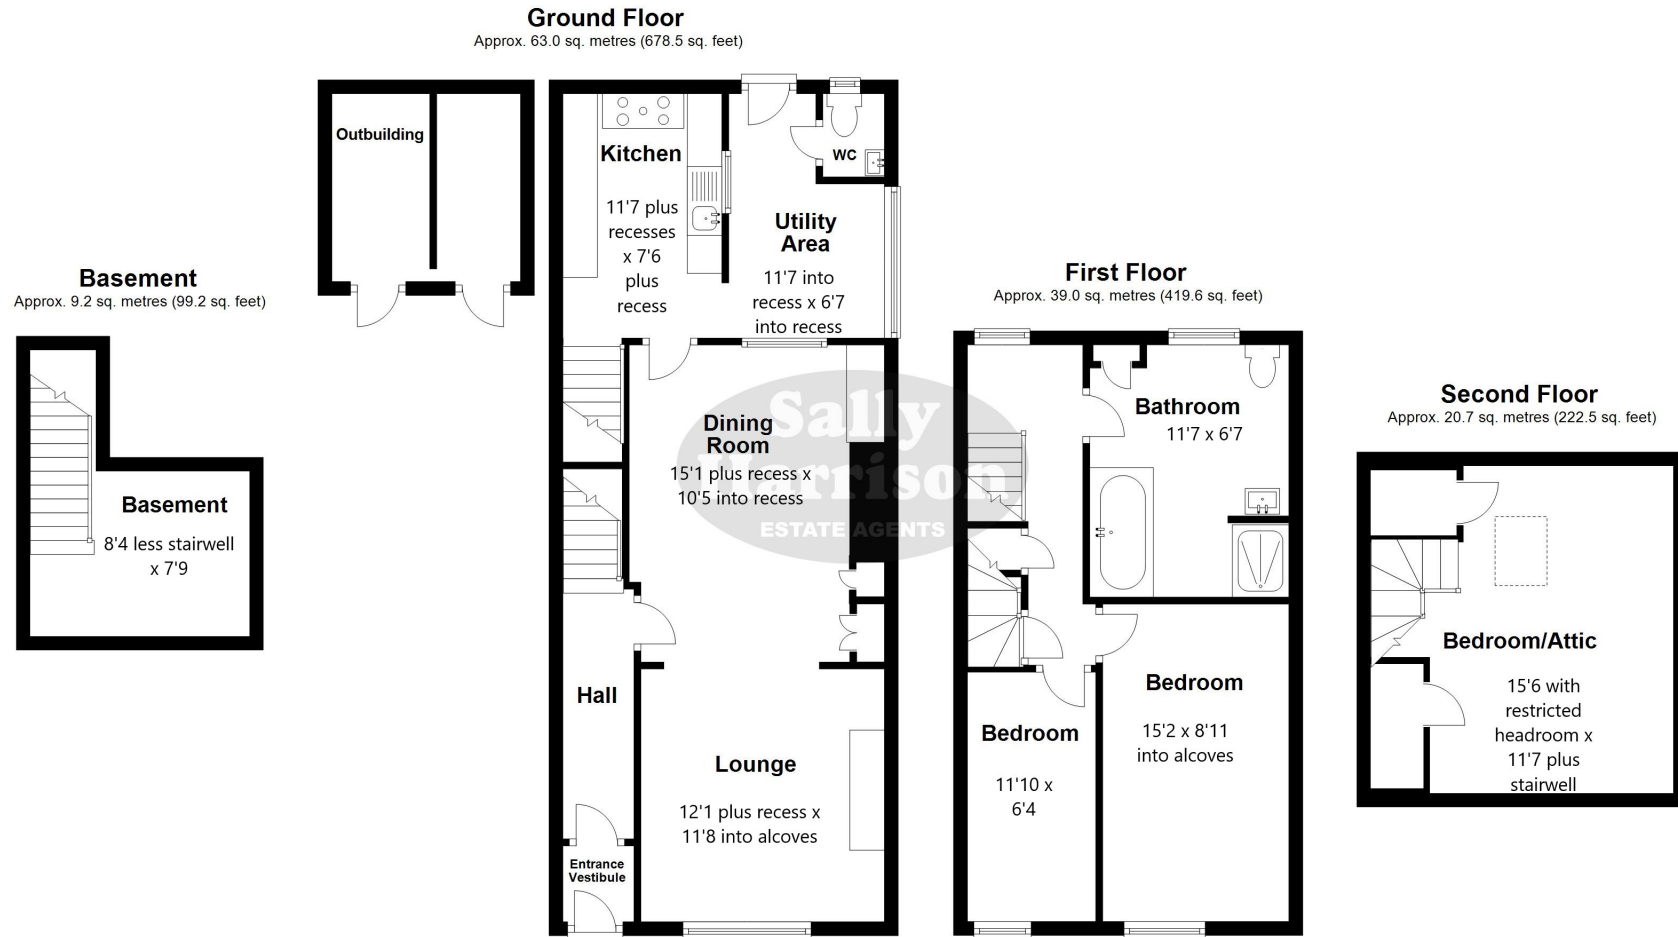 Ground Floor
Approx. 63.0 sq. metres (678.5 sq. feet)
Outbuilding
Kitchen
11'7 plus
recesses
x 7'6
plus
recess
WC
Utility
Area
11'7 into
recess x 6'7
into recess
Dining
Room
15'1 plus recess x
10'5 into recess
Hall
Lounge
12'1 plus recess x
11'8 into alcoves
Entrance
Vestibule
Basement
Approx. 9.2 sq. metres (99.2 sq. feet)
Basement
8'4 less stairwell
x 7'9
First Floor
Approx. 39.0 sq. metres (419.6 sq. feet)
Bathroom
11'7 x 6'7
Bedroom
15'2 x 8'11
into alcoves
Bedroom
11'10 x
6'4
Second Floor
Approx. 20.7 sq. metres (222.5 sq. feet)
Bedroom/Attic
15'6 with
restricted
headroom x
11'7 plus
stairwell
Sally
Harrison
ESTATE AGENTS